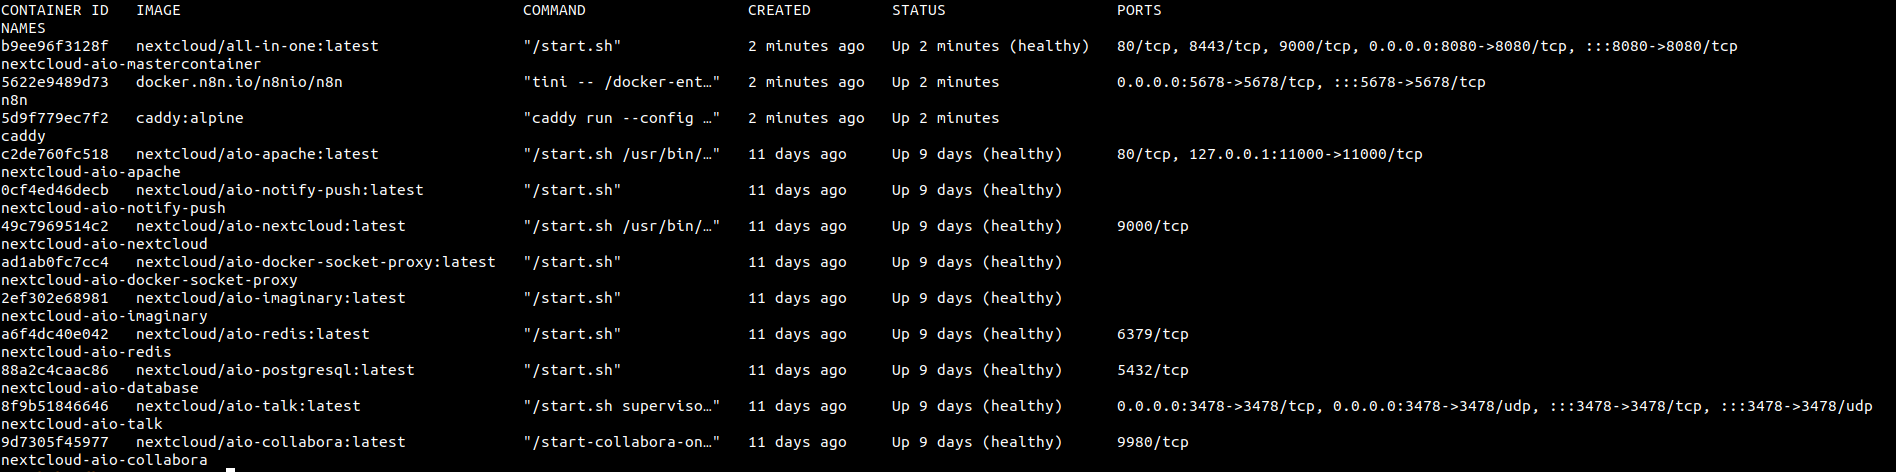 CONTAINER ID   IMAGE                                      COMMAND                  CREATED         STATUS                   PORTS
NAMES
b9ee96f3128f   nextcloud/all-in-one:latest                "/start.sh"              2 minutes ago   Up 2 minutes (healthy)   80/tcp, 8443/tcp, 9000/tcp, 0.0.0.0:8080->8080/tcp, :::8080->8080/tcp
nextcloud-aio-mastercontainer
5622e9489d73   docker.n8n.io/n8nio/n8n                    "tini -- /docker-ent…"   2 minutes ago   Up 2 minutes             0.0.0.0:5678->5678/tcp, :::5678->5678/tcp
n8n
5d9f779ec7f2   caddy:alpine                               "caddy run --config …"   2 minutes ago   Up 2 minutes
caddy
c2de760fc518   nextcloud/aio-apache:latest                "/start.sh /usr/bin/…"   11 days ago     Up 9 days (healthy)      80/tcp, 127.0.0.1:11000->11000/tcp
nextcloud-aio-apache
0cf4ed46decb   nextcloud/aio-notify-push:latest           "/start.sh"              11 days ago     Up 9 days (healthy)
nextcloud-aio-notify-push
49c7969514c2   nextcloud/aio-nextcloud:latest             "/start.sh /usr/bin/…"   11 days ago     Up 9 days (healthy)      9000/tcp
nextcloud-aio-nextcloud
ad1ab0fc7cc4   nextcloud/aio-docker-socket-proxy:latest   "/start.sh"              11 days ago     Up 9 days (healthy)
nextcloud-aio-docker-socket-proxy
2ef302e68981   nextcloud/aio-imaginary:latest             "/start.sh"              11 days ago     Up 9 days (healthy)
nextcloud-aio-imaginary
a6f4dc40e042   nextcloud/aio-redis:latest                 "/start.sh"              11 days ago     Up 9 days (healthy)      6379/tcp
nextcloud-aio-redis
88a2c4caac86   nextcloud/aio-postgresql:latest            "/start.sh"              11 days ago     Up 9 days (healthy)      5432/tcp
nextcloud-aio-database
8f9b51846646   nextcloud/aio-talk:latest                  "/start.sh superviso…"   11 days ago     Up 9 days (healthy)      0.0.0.0:3478->3478/tcp, 0.0.0.0:3478->3478/udp, :::3478->3478/tcp, :::3478->3478/udp
nextcloud-aio-talk
9d7305f45977   nextcloud/aio-collabora:latest             "/start-collabora-on…"   11 days ago     Up 9 days (healthy)      9980/tcp
nextcloud-aio-collabora